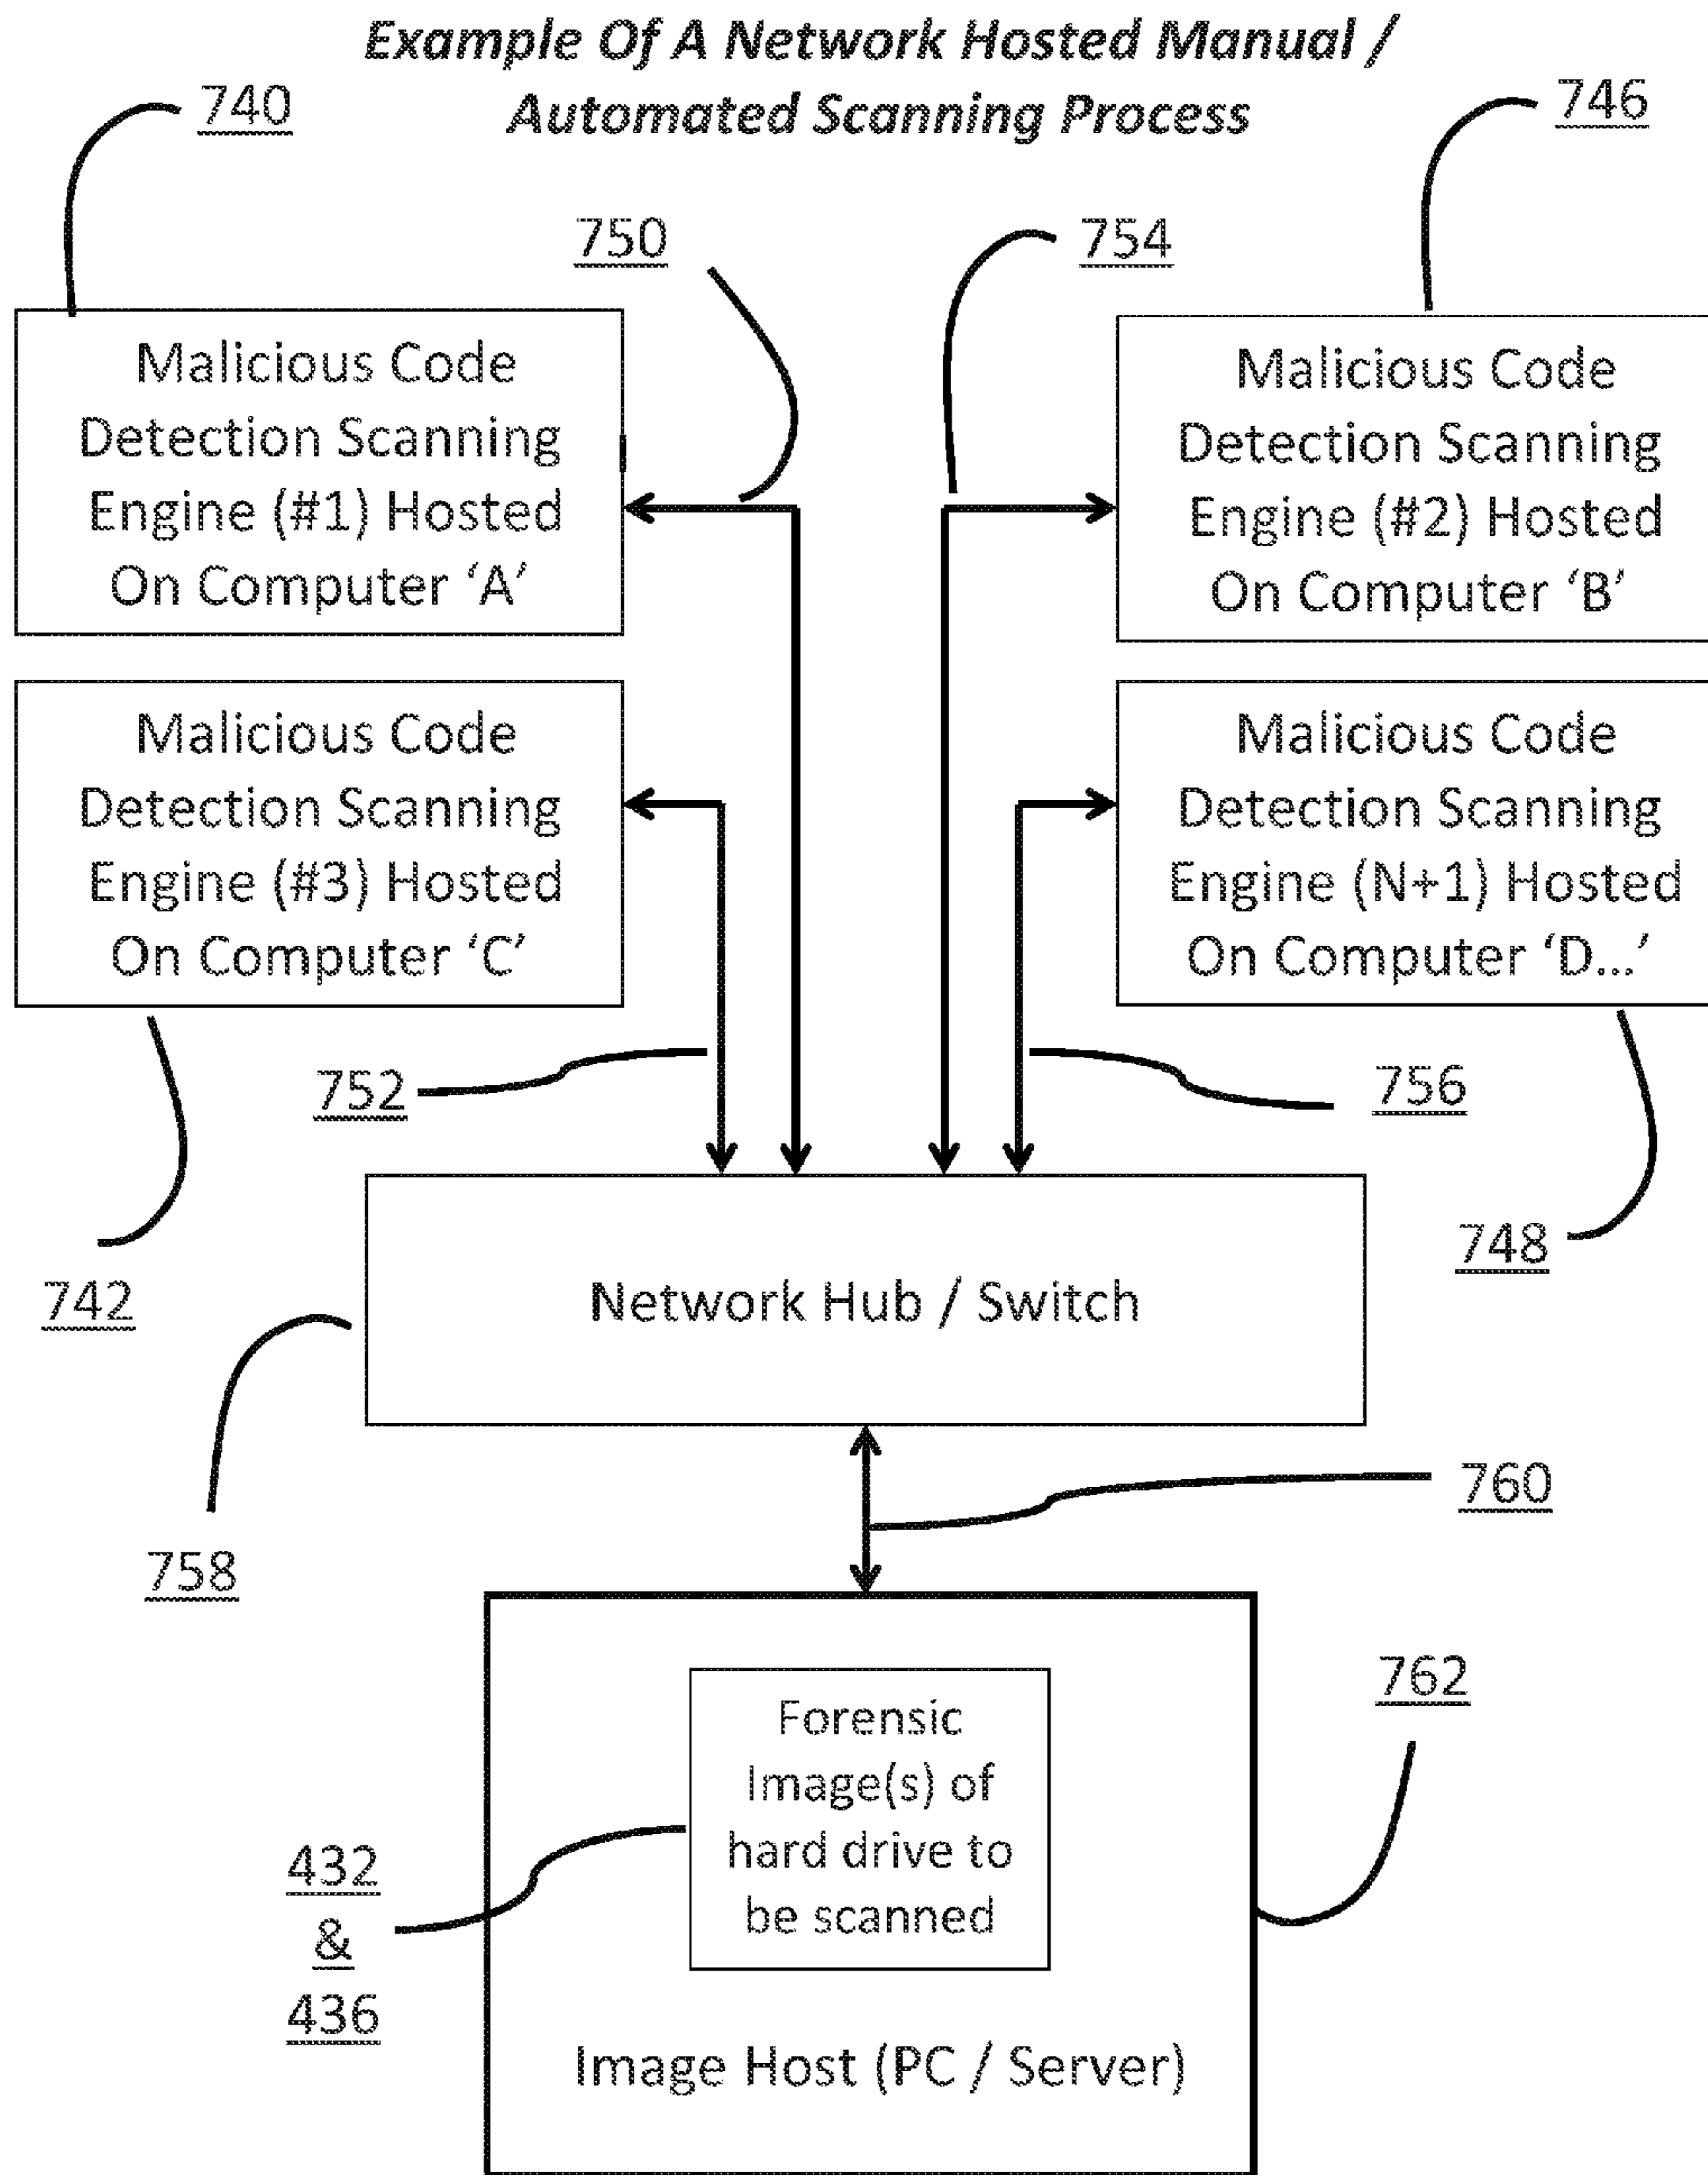 Example Of A Network Hosted Manual /
Automated Scanning Process
740
746
750
754
Malicious Code
Detection Scanning
Engine (#1) Hosted
On Computer ‘A’
Malicious Code
Detection Scanning
Engine (#2) Hosted
On Computer ‘B’
Malicious Code
Detection Scanning
Engine (#3) Hosted
On Computer ‘C’
Malicious Code
Detection Scanning
Engine (N+1) Hosted
On Computer ‘D...’
752
756
742
748
Network Hub / Switch
758
760
762
Forensic
Image(s) of
hard drive to
be scanned
432
&
436
Image Host (PC / Server)